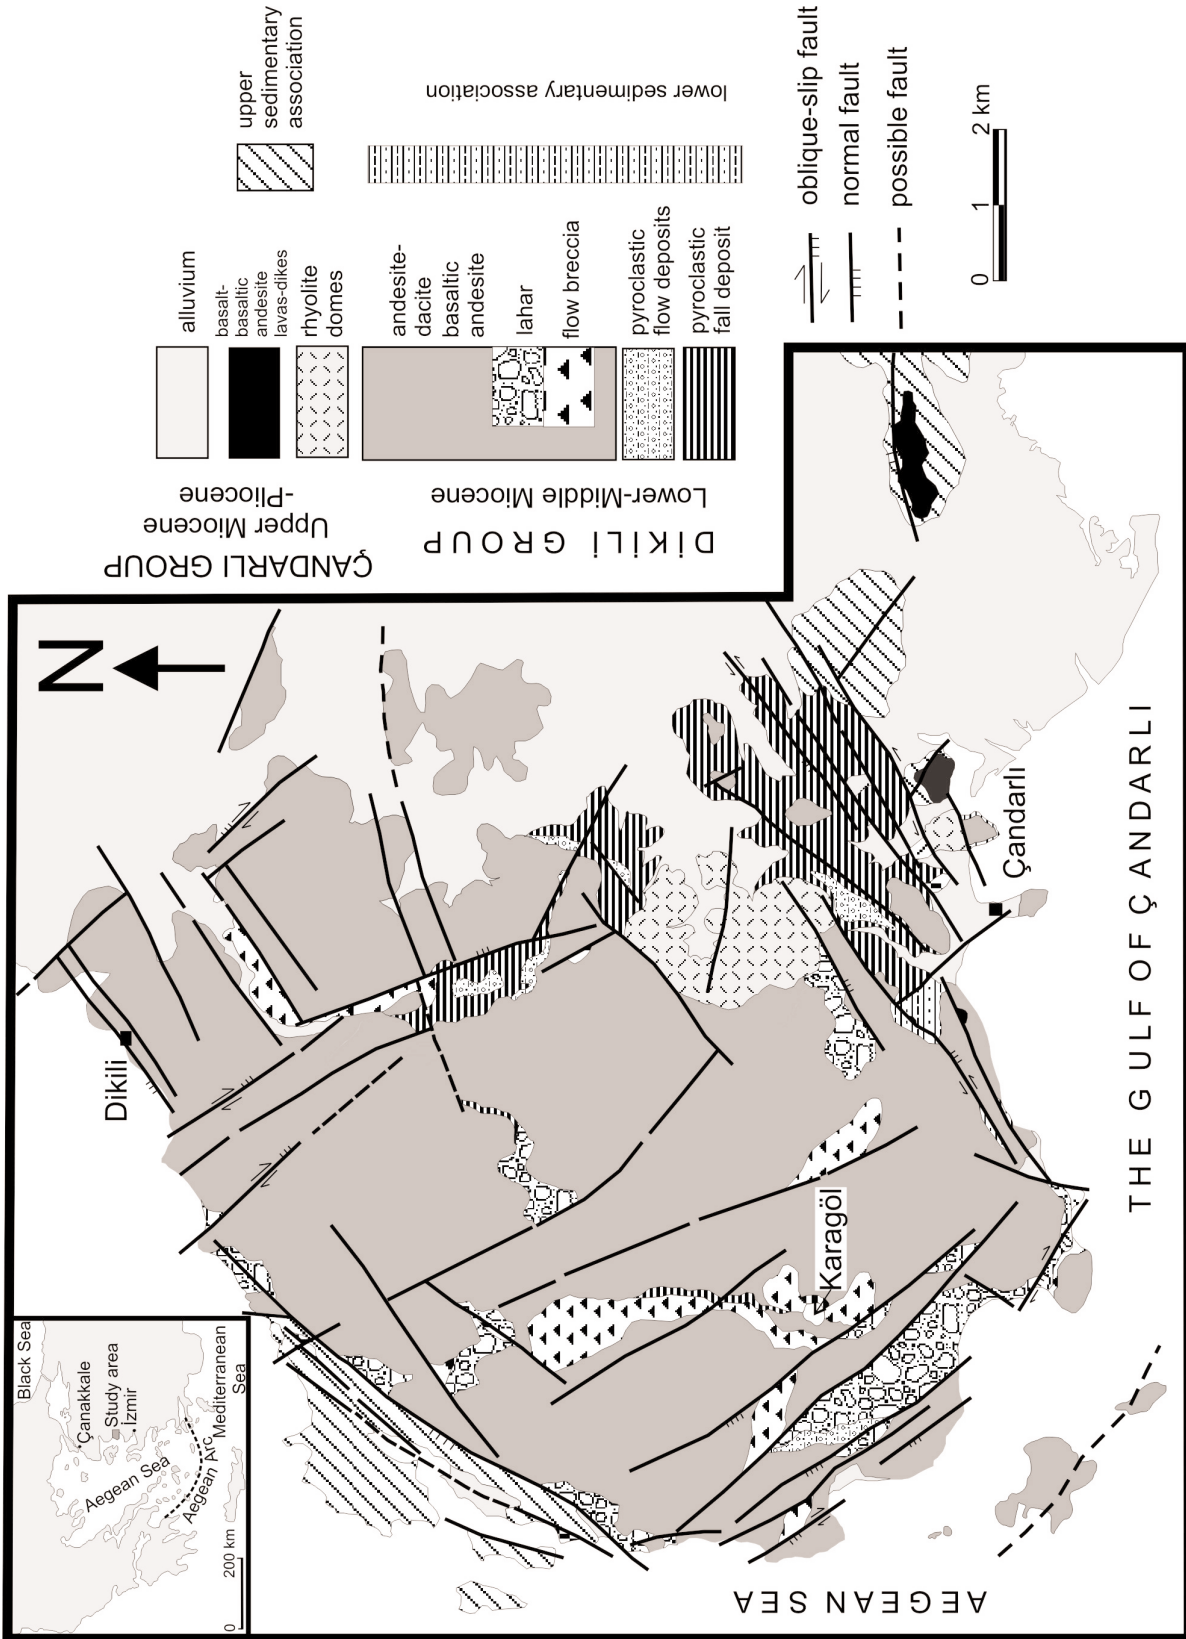 Black Sea
Çanakkale
Study area
İzmir
Aegean Sea
Aegean Arc
Mediterranean
Sea
0
200 km
N
Dikili
Karagöl
Çandarlı
AEGEAN SEA
THE GULF OF ÇANDARLI
ÇANDARLI GROUP
Upper Miocene
-Pliocene
DİKİLİ GROUP
Lower-Middle Miocene
alluvium
basalt-
basaltic
andesite
lavas-dikes
rhyolite
domes
andesite-
dacite
basaltic
andesite
lahar
flow breccia
pyroclastic
flow deposits
pyroclastic
fall deposit
upper
sedimentary
association
lower sedimentary association
oblique-slip fault
normal fault
possible fault
0
1
2 km